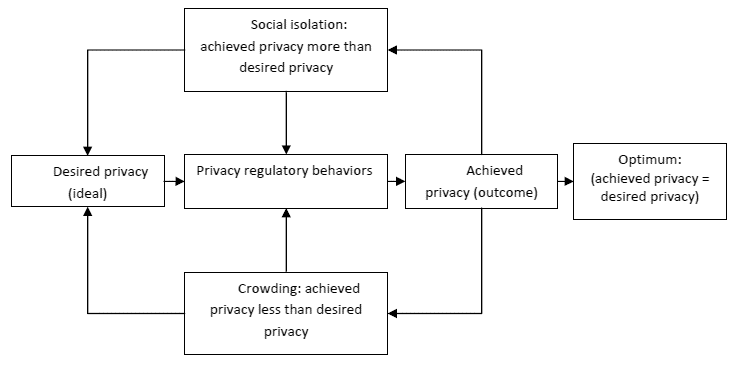 Social isolation:
achieved privacy more than
desired privacy
Desired privacy
(ideal)
Privacy regulatory behaviors
Achieved
privacy (outcome)
Optimum:
(achieved privacy =
desired privacy)
Crowding: achieved
privacy less than desired
privacy